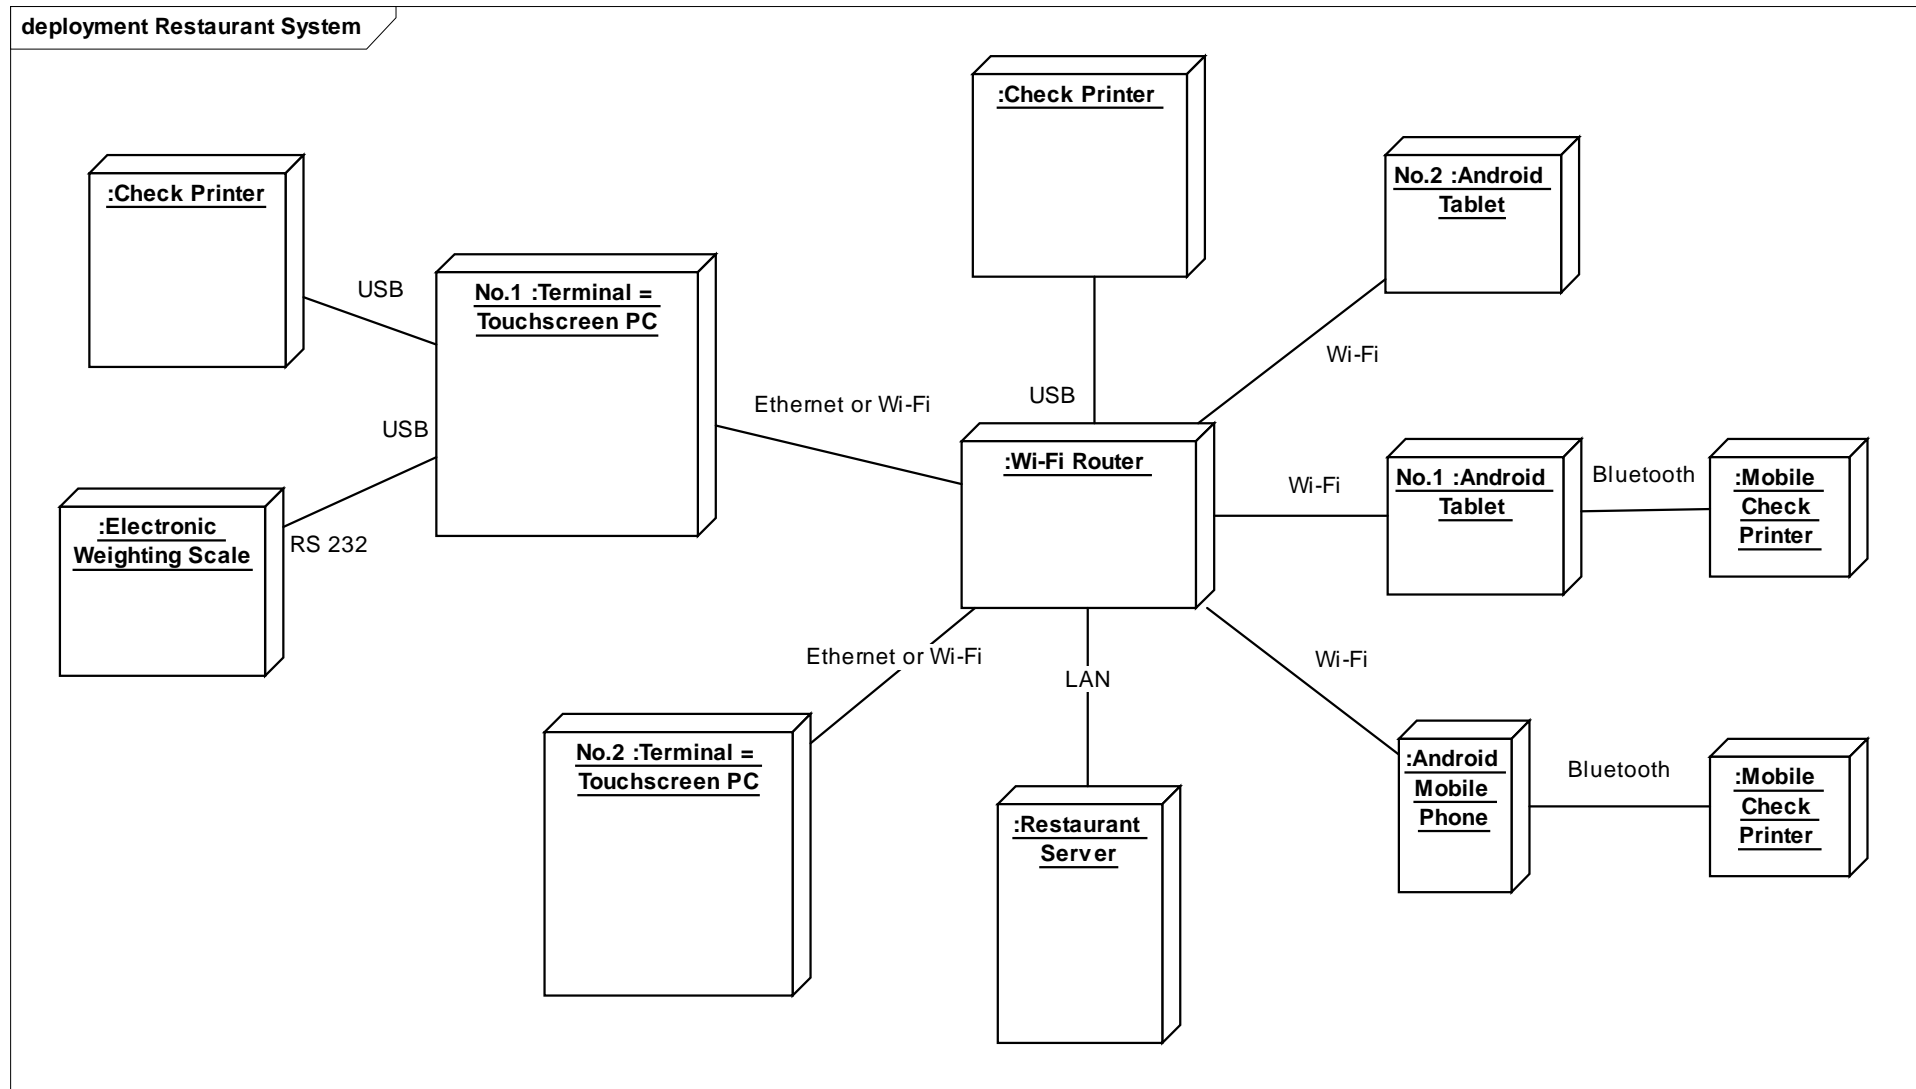 deployment Restaurant System
:Check Printer
No.2 :Android
Tablet
:Check Printer
USB
No.1 :Terminal =
Touchscreen PC
Wi-Fi
Ethernet or Wi-Fi
USB
USB
:Wi-Fi Router
Wi-Fi
No.1 :Android
Tablet
Bluetooth
:Mobile
Check
Printer
:Electronic
Weighting Scale
RS 232
Ethernet or Wi-Fi
LAN
Wi-Fi
No.2 :Terminal =
Touchscreen PC
:Restaurant
Server
:Android
Mobile
Phone
Bluetooth
:Mobile
Check
Printer